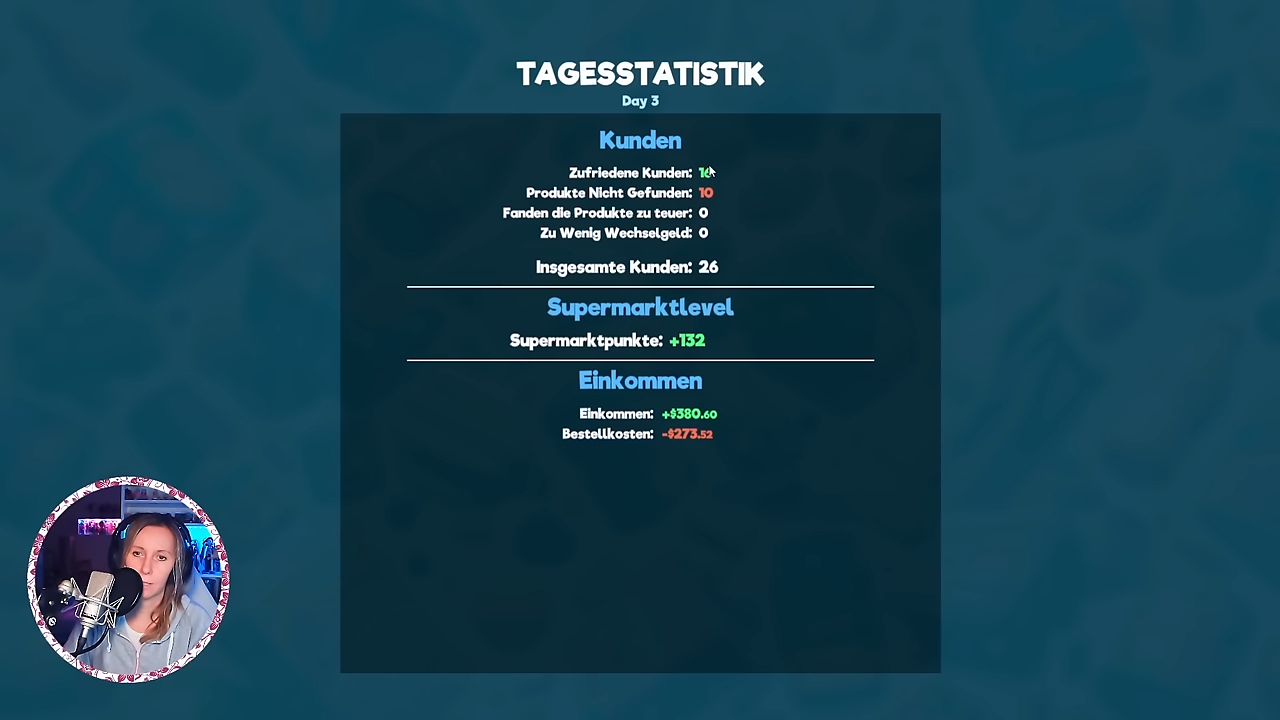 TAGESSTATISTIK
Day 3
Kunden
Zufriedene Kunden: 16
Produkte Nicht Gefunden: 10
Fanden die Produkte zu teuer: 0
Zu Wenig Wechselgeld: 0
Insgesamte Kunden: 26
Supermarktlevel
Supermarktpunkte: +132
Einkommen
Einkommen: +$380.60
Bestellkosten: -$273.52